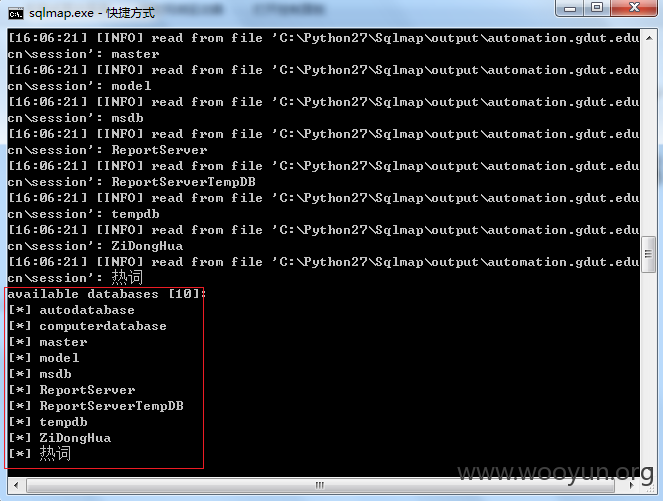 sqlmap.exe - 快捷方式
[16:06:21] [INFO] read from file 'C:\Python27\Sqlmap\output\automation.gdut.edu
cn\session': master
[16:06:21] [INFO] read from file 'C:\Python27\Sqlmap\output\automation.gdut.edu
cn\session': model
[16:06:21] [INFO] read from file 'C:\Python27\Sqlmap\output\automation.gdut.edu
cn\session': msdb
[16:06:21] [INFO] read from file 'C:\Python27\Sqlmap\output\automation.gdut.edu
cn\session': ReportServer
[16:06:21] [INFO] read from file 'C:\Python27\Sqlmap\output\automation.gdut.edu
cn\session': ReportServerTempDB
[16:06:21] [INFO] read from file 'C:\Python27\Sqlmap\output\automation.gdut.edu
cn\session': tempdb
[16:06:21] [INFO] read from file 'C:\Python27\Sqlmap\output\automation.gdut.edu
cn\session': ZiDongHua
[16:06:21] [INFO] read from file 'C:\Python27\Sqlmap\output\automation.gdut.edu
cn\session': 热词
available databases [10]:
[*] autodatabase
[*] computerdatabase
[*] master
[*] model
[*] msdb
[*] ReportServer
[*] ReportServerTempDB
[*] tempdb
[*] ZiDongHua
[*] 热词
www.wooyun.org